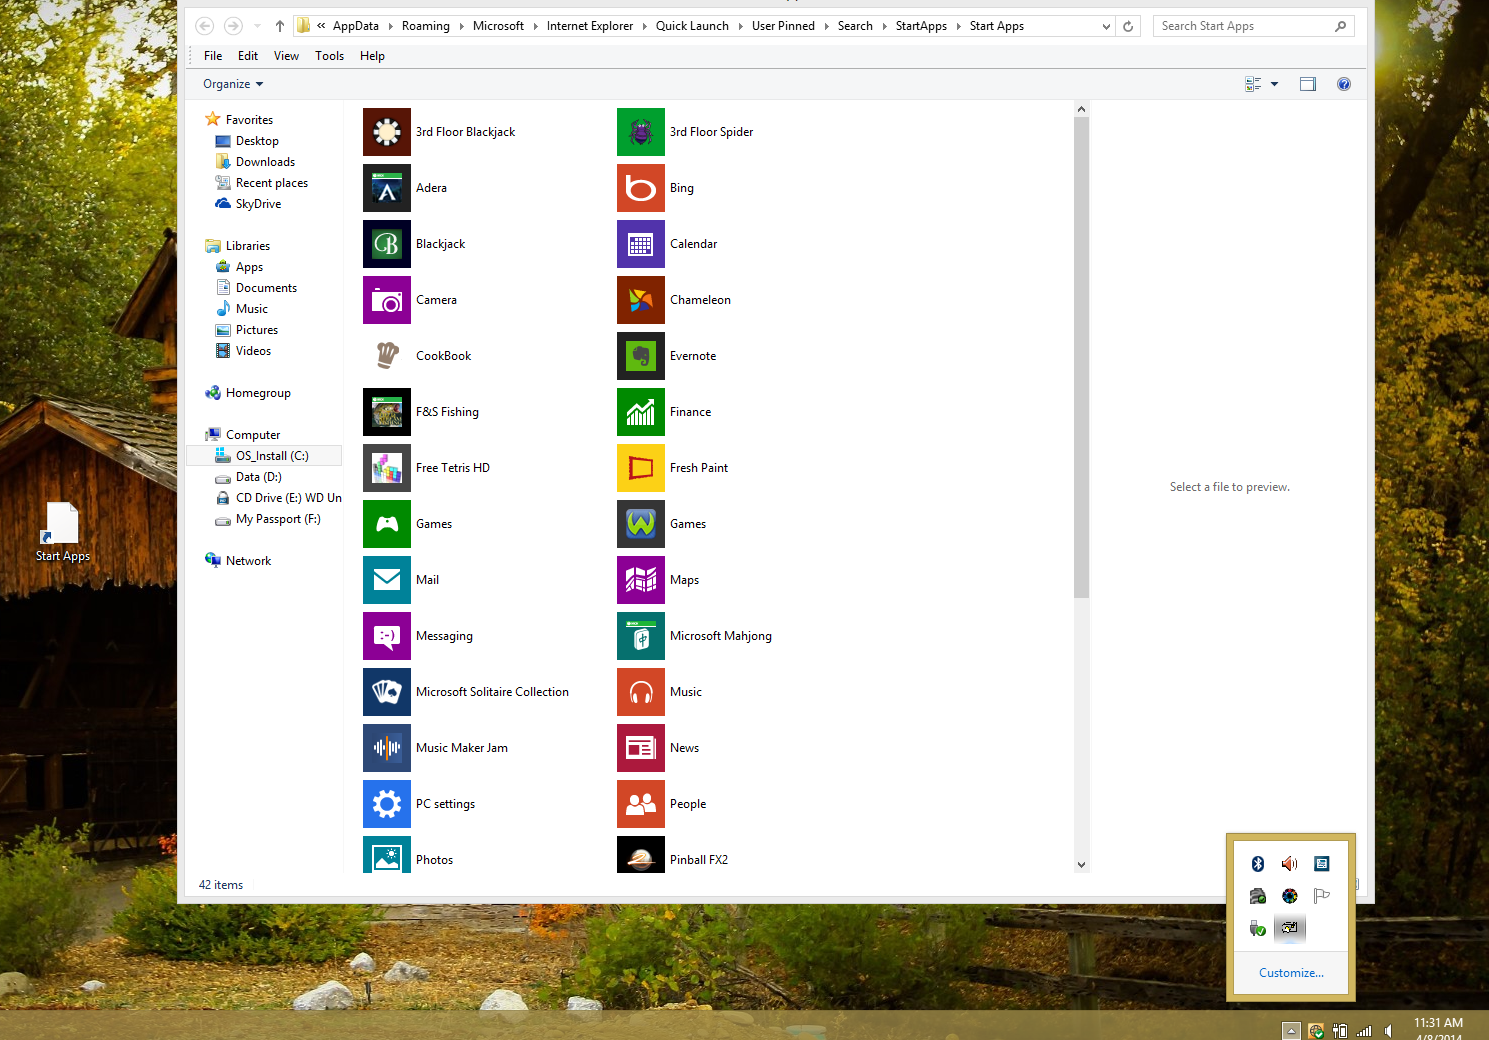 « AppData Roaming Microsoft Internet Explorer Quick Launch User Pinned Search StartApps Start Apps
Search Start Apps
File Edit View Tools Help
Organize
Favorites
Desktop
Downloads
Recent places
SkyDrive
Libraries
Apps
Documents
Music
Pictures
Videos
Homegroup
Computer
OS_Install (C:)
Data (D:)
CD Drive (E:) WD Un
My Passport (F:)
Network
3rd Floor Blackjack
3rd Floor Spider
Adera
Bing
Blackjack
Calendar
Camera
Chameleon
CookBook
Evernote
F&S Fishing
Finance
Free Tetris HD
Fresh Paint
Games
Games
Mail
Maps
Messaging
Microsoft Mahjong
Microsoft Solitaire Collection
Music
Music Maker Jam
News
PC settings
People
Photos
Pinball FX2
Select a file to preview.
42 items
Start Apps
Customize...
11:31 AM
4/8/2014